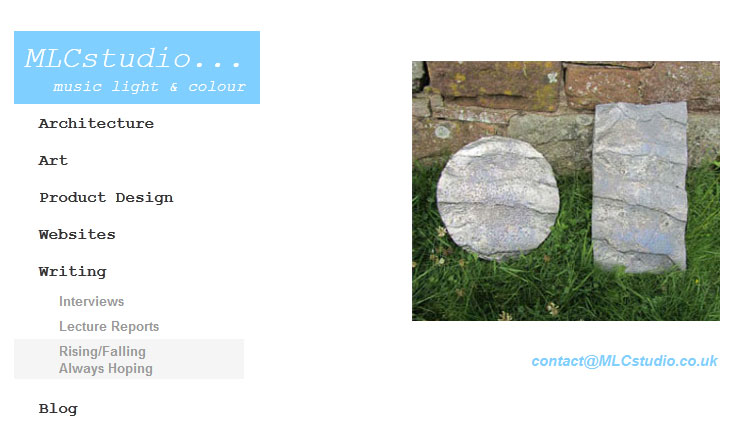 MLCstudio...
music light & colour
Architecture
Art
Product Design
Websites
Writing
Interviews
Lecture Reports
Rising/Falling
Always Hoping
Blog
contact@MLCstudio.co.uk